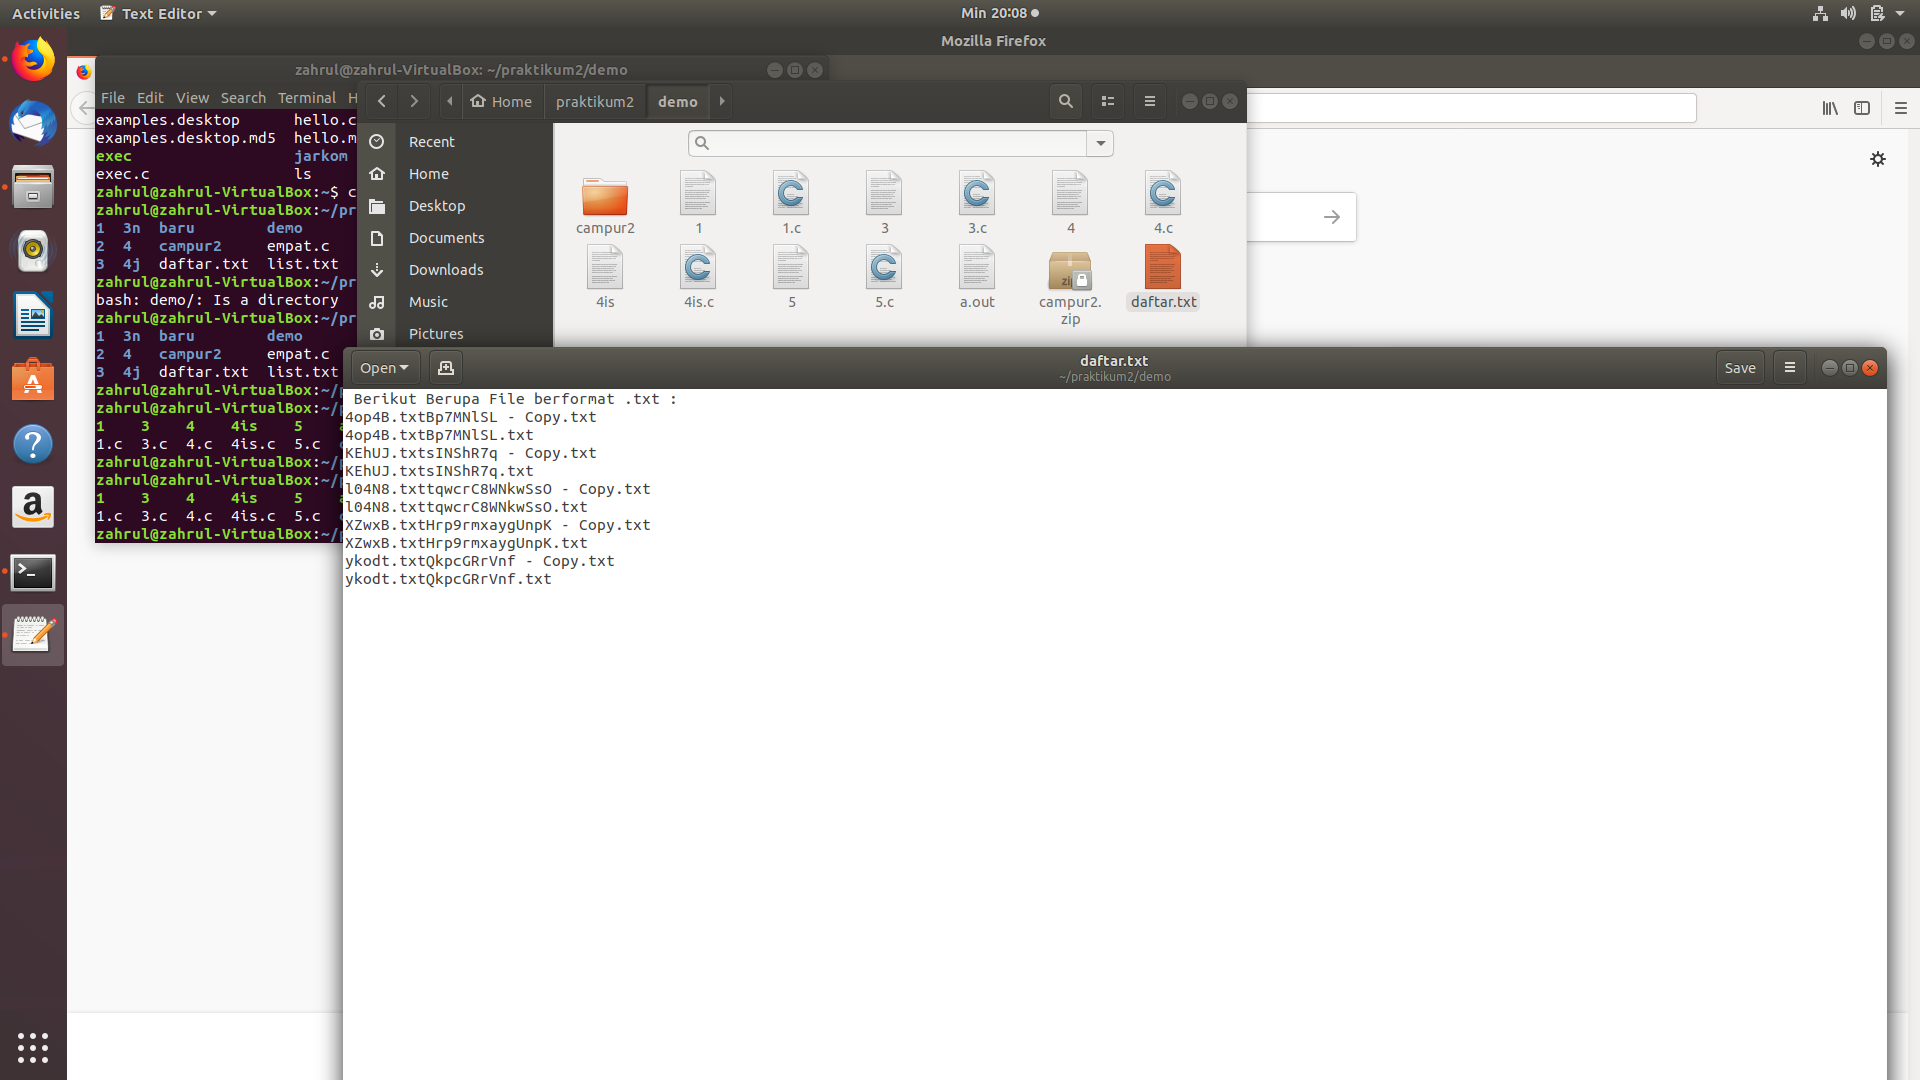 Activities
Text Editor
Min 20:08
Mozilla Firefox
zahrul@zahrul-VirtualBox: ~/praktikum2/demo
File Edit View Search Terminal H
examples.desktop hello.c
examples.desktop.md5 hello.m
exec jarkom
exec.c ls
zahrul@zahrul-VirtualBox:~$ c
zahrul@zahrul-VirtualBox:~/pr
1 3n baru demo
2 4 campur2 empat.c
3 4j daftar.txt list.txt
zahrul@zahrul-VirtualBox:~/pr
bash: demo/: Is a directory
zahrul@zahrul-VirtualBox:~/pr
1 3n baru demo
2 4 campur2 empat.c
3 4j daftar.txt list.txt
zahrul@zahrul-VirtualBox:~/p
zahrul@zahrul-VirtualBox:~/p
1 3 4 4is 5
1.c 3.c 4.c 4is.c 5.c
zahrul@zahrul-VirtualBox:~/p
zahrul@zahrul-VirtualBox:~/p
1 3 4 4is 5
1.c 3.c 4.c 4is.c 5.c
zahrul@zahrul-VirtualBox:~/p
Home praktikum2 demo
Recent
Home
Desktop
Documents
Downloads
Music
Pictures
campur2 1 1.c 3 3.c 4 4.c
4is 4is.c 5 5.c a.out campur2.zip daftar.txt
Open
daftar.txt
~/praktikum2/demo
Save
Berikut Berupa File berformat .txt :
4op4B.txtBp7MNlSL - Copy.txt
4op4B.txtBp7MNlSL.txt
KEhUJ.txtsINShR7q - Copy.txt
KEhUJ.txtsINShR7q.txt
l04N8.txttqwcrC8WNkwSsO - Copy.txt
l04N8.txttqwcrC8WNkwSsO.txt
XZwxB.txtHrp9rmxaygUnpK - Copy.txt
XZwxB.txtHrp9rmxaygUnpK.txt
ykodt.txtQkpcGRrVnf - Copy.txt
ykodt.txtQkpcGRrVnf.txt